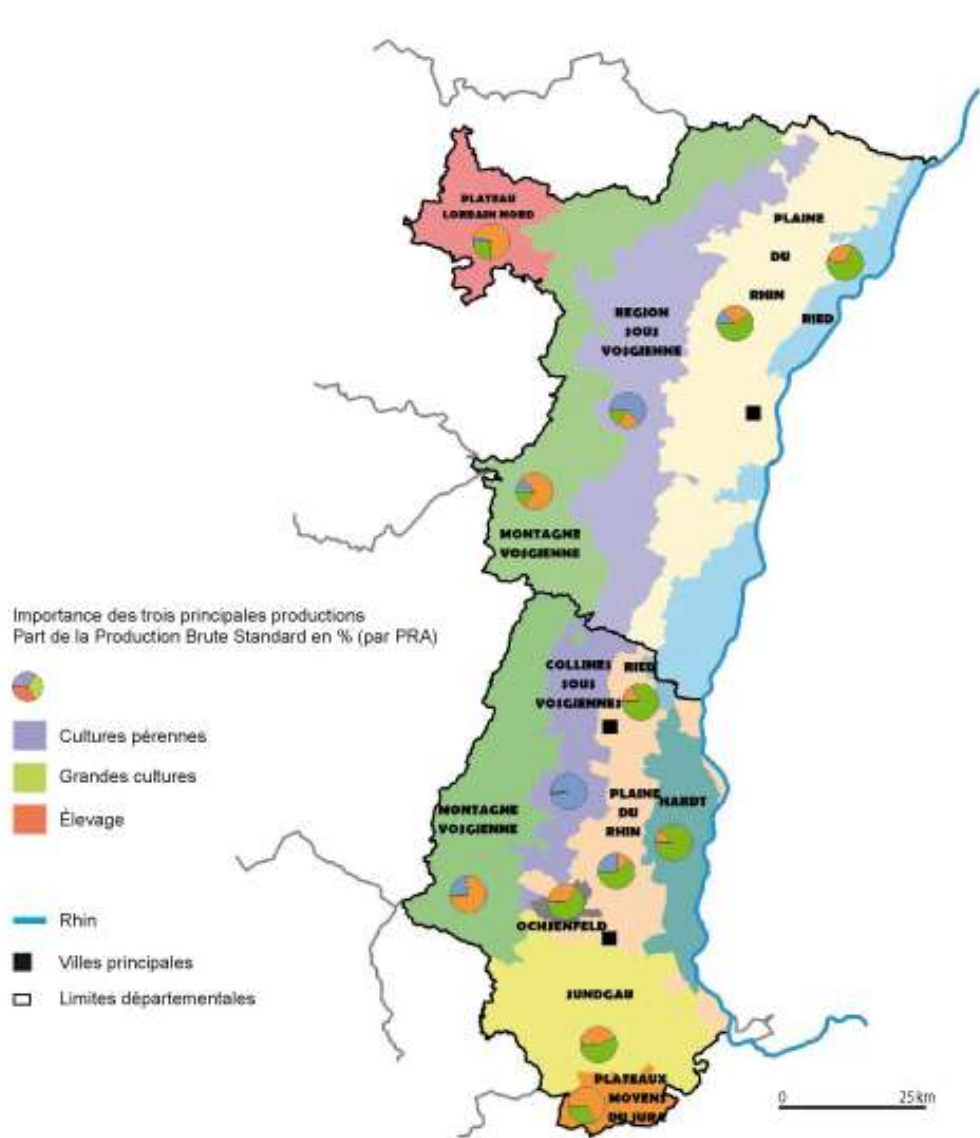 PLATEAU
LORRAIN NORD
PLAINE
DU
RHIN
RIED
REGION
SOUS
VOSGIENNE
MONTAGNE
VOSGIENNE
Importance des trois principales productions
Part de la Production Brute Standard en % (par PRA)
Cultures pérennes
Grandes cultures
Élevage
Rhin
Villes principales
Limites départementales
COLLINES
SOUS
VOSGIENNES
RIED
MONTAGNE
VOSGIENNE
PLAINE
DU
RHIN
HARDT
OCHSENFELD
SUNDGAU
PLATEAUX
MOYENS
DU JURA
0 25 km